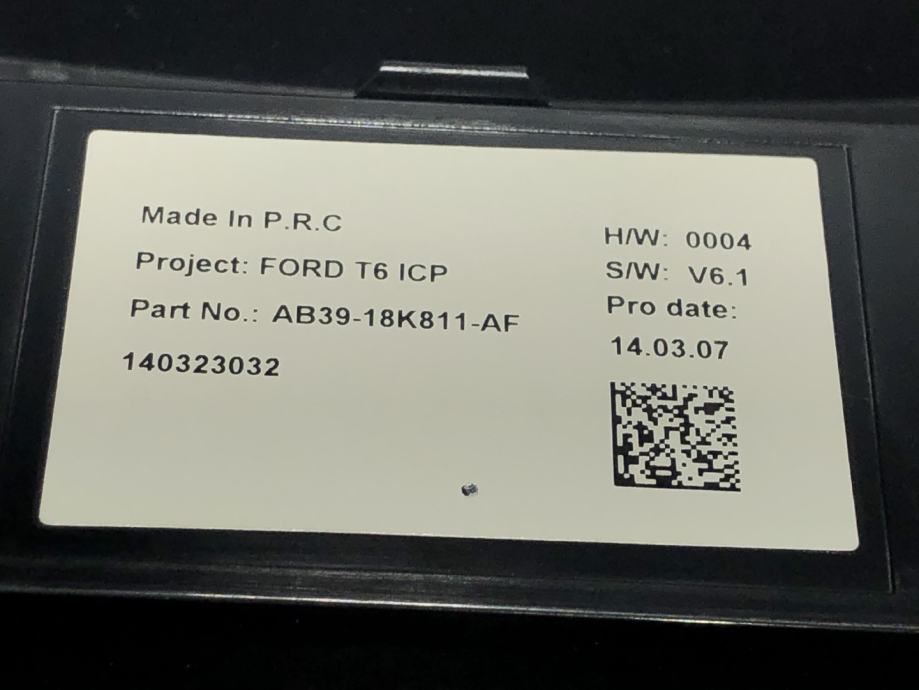 Made In P.R.C
Project: FORD T6 ICP
Part No.: AB39-18K811-AF
140323032
H/W: 0004
S/W: V6.1
Pro date:
14.03.07